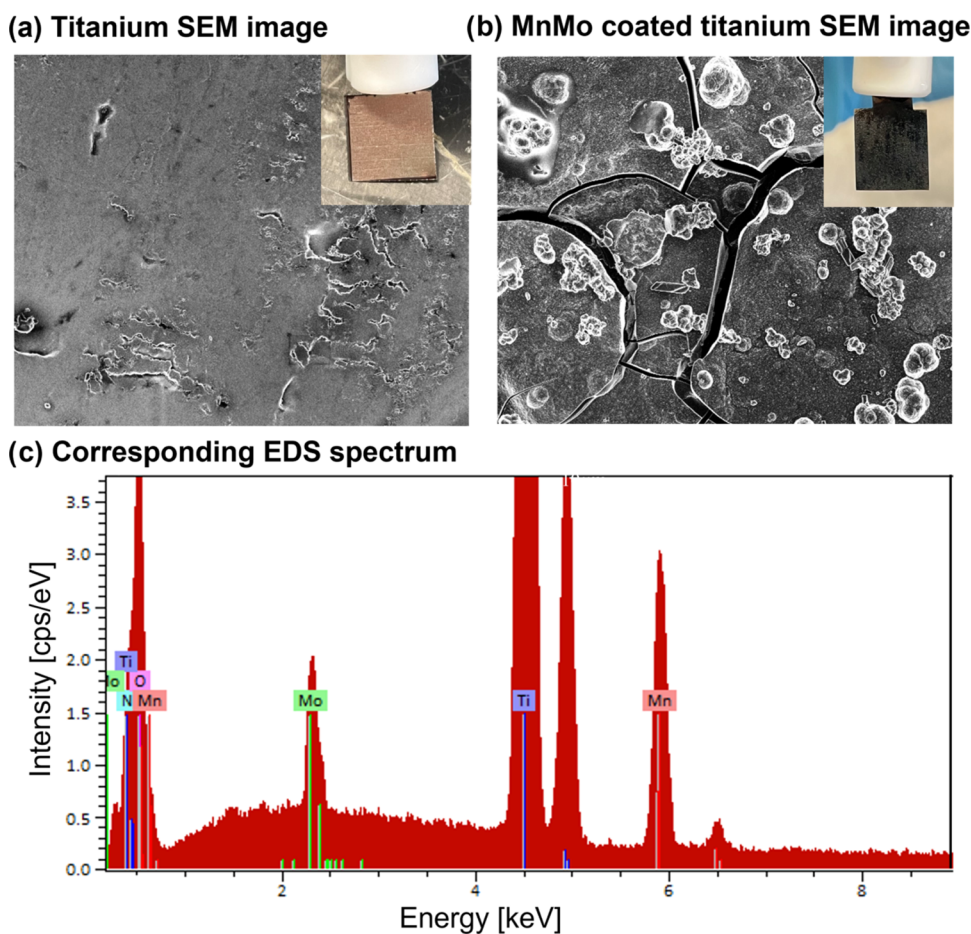 (a) Titanium SEM image
(b) MnMo coated titanium SEM image
(c) Corresponding EDS spectrum
Intensity [cps/eV]
3.5
3.0
2.5
2.0
1.5
1.0
0.5
0.0
Ti
O
N
Mn
Mo
Ti
Mn
2
4
6
8
Energy [keV]